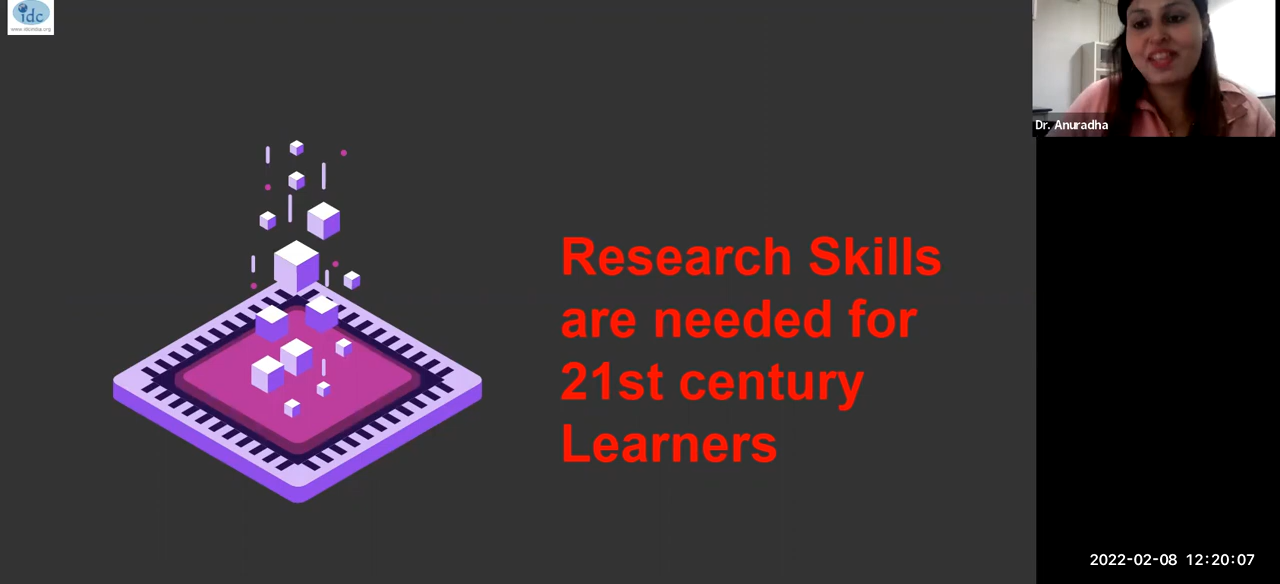 idc
Dr. Anuradha
Research Skills
are needed for
21st century
Learners
2022-02-08 12:20:07